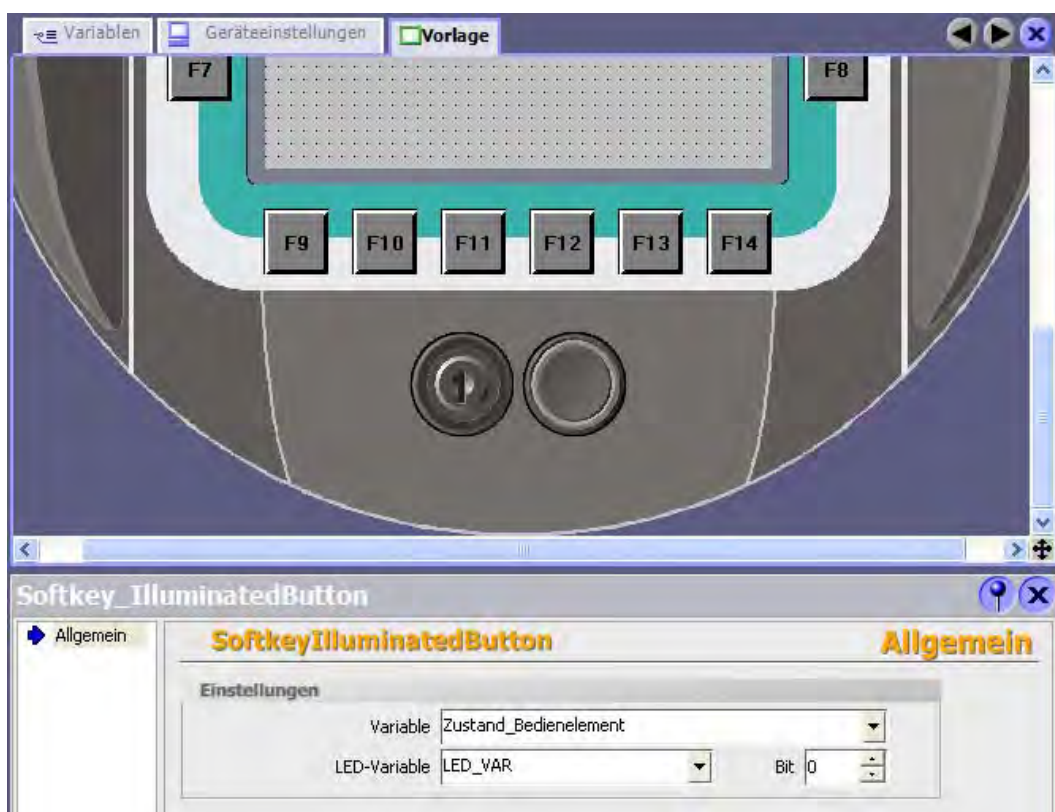 Variablen Geräteeinstellungen Vorlage
F7 F8
F9 F10 F11 F12 F13 F14
Softkey_IlluminatedButton
Allgemein
SoftkeyIlluminatedButton Allgemein
Einstellungen
Variable Zustand_Bedienelement
LED-Variable LED_VAR Bit 0